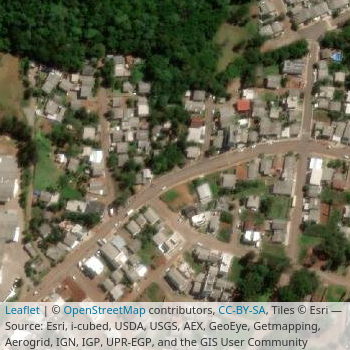 Leaflet | © OpenStreetMap contributors, CC-BY-SA, Tiles © Esri —
Source: Esri, i-cubed, USDA, USGS, AEX, GeoEye, Getmapping,
Aerogrid, IGN, IGP, UPR-EGP, and the GIS User Community